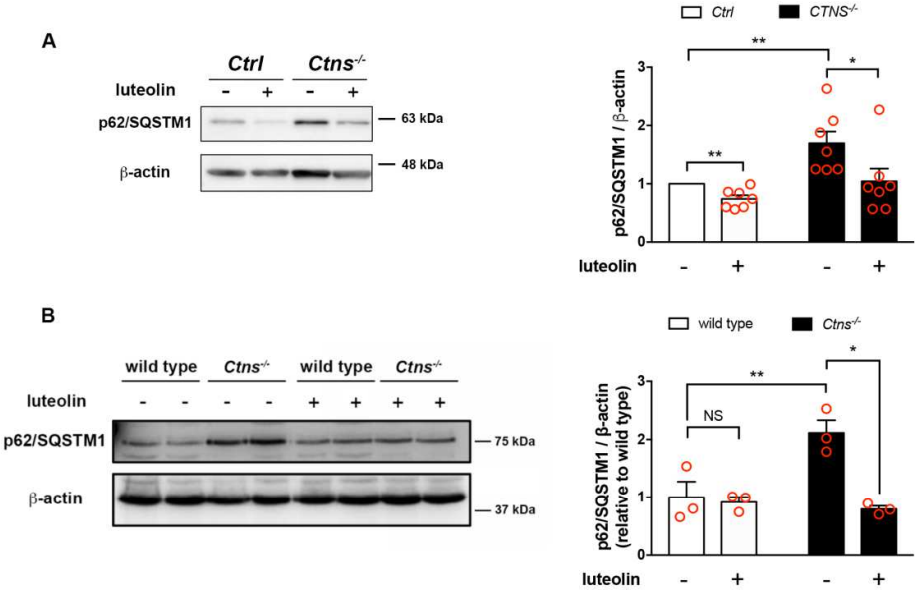 A
Ctrl
Ctns-/-
luteolin
- + - +
p62/SQSTM1
63 kDa
β-actin
48 kDa
Ctrl
CTNS-/-
p62/SQSTM1 / β-actin
3
2
1
0
**
**
*
luteolin
- + - +
B
wild type
Ctns-/-
wild type
Ctns-/-
luteolin
- - - - + + + +
p62/SQSTM1
75 kDa
β-actin
37 kDa
wild type
Ctns-/-
p62/SQSTM1 / β-actin
(relative to wild type)
3
2
1
0
NS
**
*
luteolin
- + - +